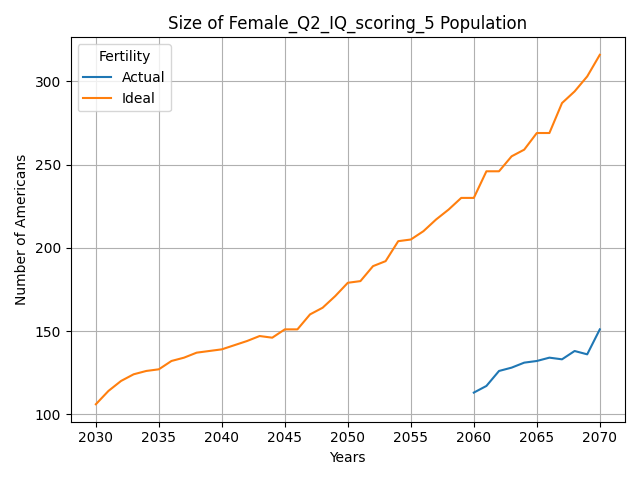 Size of Female_Q2_IQ_scoring_5 Population
Fertility
Actual
Ideal
Number of Americans
300
250
200
150
100
2030 2035 2040 2045 2050 2055 2060 2065 2070
Years